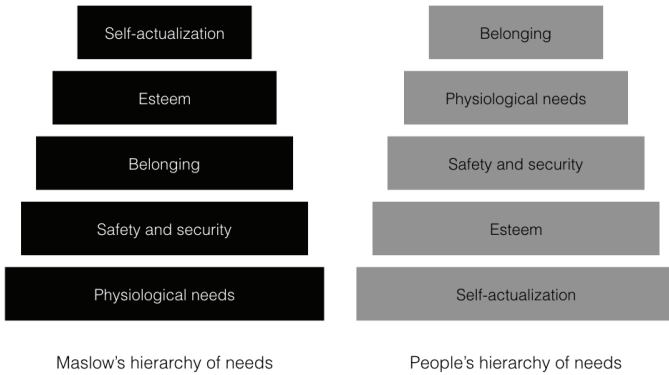 Self-actualization
Esteem
Belonging
Safety and security
Physiological needs
Maslow's hierarchy of needs
Belonging
Physiological needs
Safety and security
Esteem
Self-actualization
People's hierarchy of needs